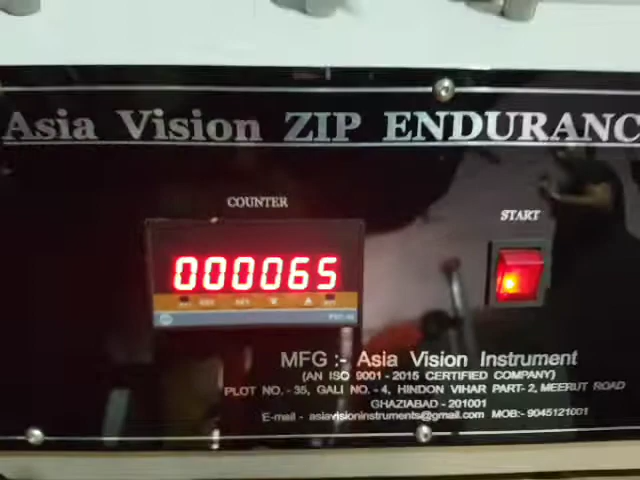 Asia Vision ZIP ENDURANC
COUNTER
START
000065
MFG :- Asia Vision Instrument
(AN ISO 9001 - 2015 CERTIFIED COMPANY)
PLOT NO. - 35, GALI NO. - 4, HINDON VIHAR PART- 2, MEERUT ROAD
GHAZIABAD - 201001
E-mail - asiavisioninstruments@gmail.com MOB:- 9045121001